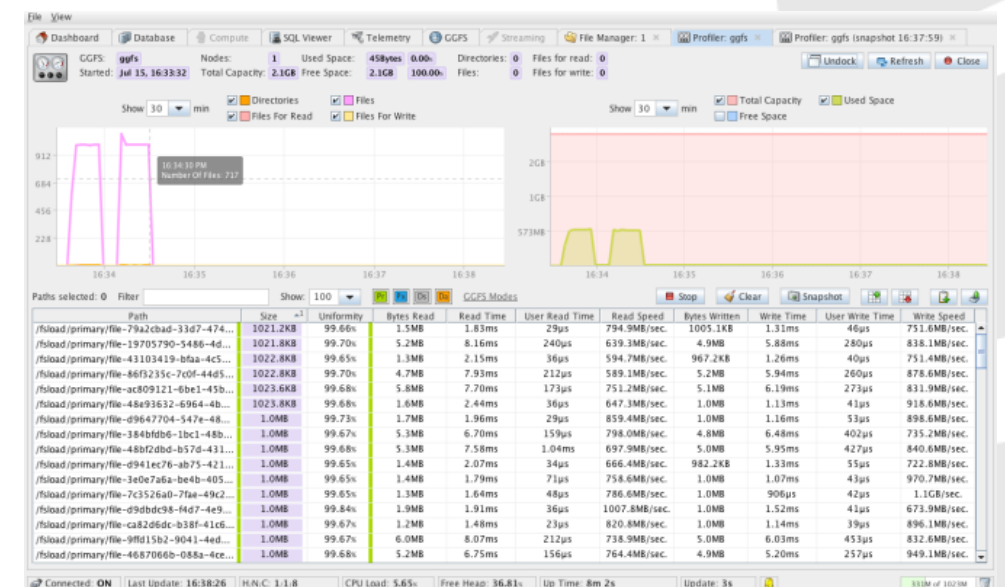 File View
Dashboard Database Compute SQL Viewer Telemetry GGFS Streaming File Manager: 1 Profiler: ggfs Profiler: ggfs (snapshot 16:37:59)
GGFS: ggfs Nodes: 1 Used Space: 45Bytes 0.00% Directories: 0 Files for read: 0 Undock Refresh Close
Started: Jul 15, 16:33:32 Total Capacity: 2.1GB Free Space: 2.1GB 100.00% Files: 0 Files for write: 0
Show 30 min Directories Files Show 30 min Total Capacity Used Space
Files For Read Files For Write Free Space
912
684
456
228
16:34:30 PM
Number Of Files: 717
2GB
1GB
573MB
16:34 16:35 16:36 16:37 16:38 16:34 16:35 16:36 16:37 16:38
Paths selected: 0 Filter Show: 100 Pr Px Ds Du GGFS Modes Stop Clear Snapshot
Path Size Uniformity Bytes Read Read Time User Read Time Read Speed Bytes Written Write Time User Write Time Write Speed
/fsload/primary/file-79a2cbad-33d7-474... 1021.2KB 99.66% 1.5MB 1.83ms 29µs 794.9MB/sec. 1005.1KB 1.31ms 46µs 751.6MB/sec.
/fsload/primary/file-19705790-5486-4d... 1021.8KB 99.70% 5.2MB 8.16ms 240µs 639.3MB/sec. 4.9MB 5.88ms 280µs 838.1MB/sec.
/fsload/primary/file-43103419-bfaa-4c5... 1022.8KB 99.65% 1.3MB 2.15ms 36µs 594.7MB/sec. 967.2KB 1.26ms 40µs 751.4MB/sec.
/fsload/primary/file-86f3235c-7c0f-44d5... 1022.8KB 99.70% 4.7MB 7.93ms 212µs 589.1MB/sec. 5.2MB 5.94ms 260µs 878.6MB/sec.
/fsload/primary/file-ac809121-6be1-45b... 1023.6KB 99.68% 5.8MB 7.70ms 173µs 751.2MB/sec. 5.1MB 6.19ms 273µs 831.9MB/sec.
/fsload/primary/file-48e93632-6964-4b... 1023.8KB 99.68% 1.6MB 2.44ms 36µs 647.3MB/sec. 1.0MB 1.13ms 41µs 918.6MB/sec.
/fsload/primary/file-d9647704-547e-48... 1.0MB 99.73% 1.7MB 1.96ms 29µs 859.4MB/sec. 1.0MB 1.16ms 53µs 898.6MB/sec.
/fsload/primary/file-384bfdb6-1bc1-48b... 1.0MB 99.67% 5.3MB 6.70ms 159µs 798.0MB/sec. 4.8MB 6.48ms 402µs 735.2MB/sec.
/fsload/primary/file-48bf2dbd-b57d-431... 1.0MB 99.68% 5.3MB 7.58ms 1.04ms 697.9MB/sec. 5.0MB 5.95ms 427µs 840.6MB/sec.
/fsload/primary/file-d941ec76-ab75-421... 1.0MB 99.65% 1.4MB 2.07ms 34µs 666.4MB/sec. 982.2KB 1.33ms 55µs 722.8MB/sec.
/fsload/primary/file-3e0e7a6a-be4b-405... 1.0MB 99.65% 1.4MB 1.79ms 71µs 758.6MB/sec. 1.0MB 1.07ms 43µs 970.7MB/sec.
/fsload/primary/file-7c3526a0-7fae-49c2... 1.0MB 99.65% 1.3MB 1.64ms 48µs 786.6MB/sec. 1.0MB 906µs 42µs 1.1GB/sec.
/fsload/primary/file-d9dbdc98-f4d7-4e9... 1.0MB 99.84% 1.9MB 1.91ms 36µs 1007.8MB/sec. 1.0MB 1.52ms 41µs 673.9MB/sec.
/fsload/primary/file-ca82d6dc-b38f-41c6... 1.0MB 99.67% 1.2MB 1.48ms 23µs 820.8MB/sec. 1.0MB 1.14ms 39µs 896.1MB/sec.
/fsload/primary/file-9ffd15b2-9041-4ed... 1.0MB 99.67% 6.0MB 8.07ms 212µs 738.9MB/sec. 5.0MB 6.03ms 453µs 832.6MB/sec.
/fsload/primary/file-4687066b-088a-4ce... 1.0MB 99.68% 5.2MB 6.75ms 156µs 764.4MB/sec. 4.9MB 5.20ms 257µs 949.1MB/sec.
Connected: ON Last Update: 16:38:26 H:N:C: 1:1:8 CPU Load: 5.65% Free Heap: 36.81% Up Time: 8m 2s Update: 3s 331M of 1023M